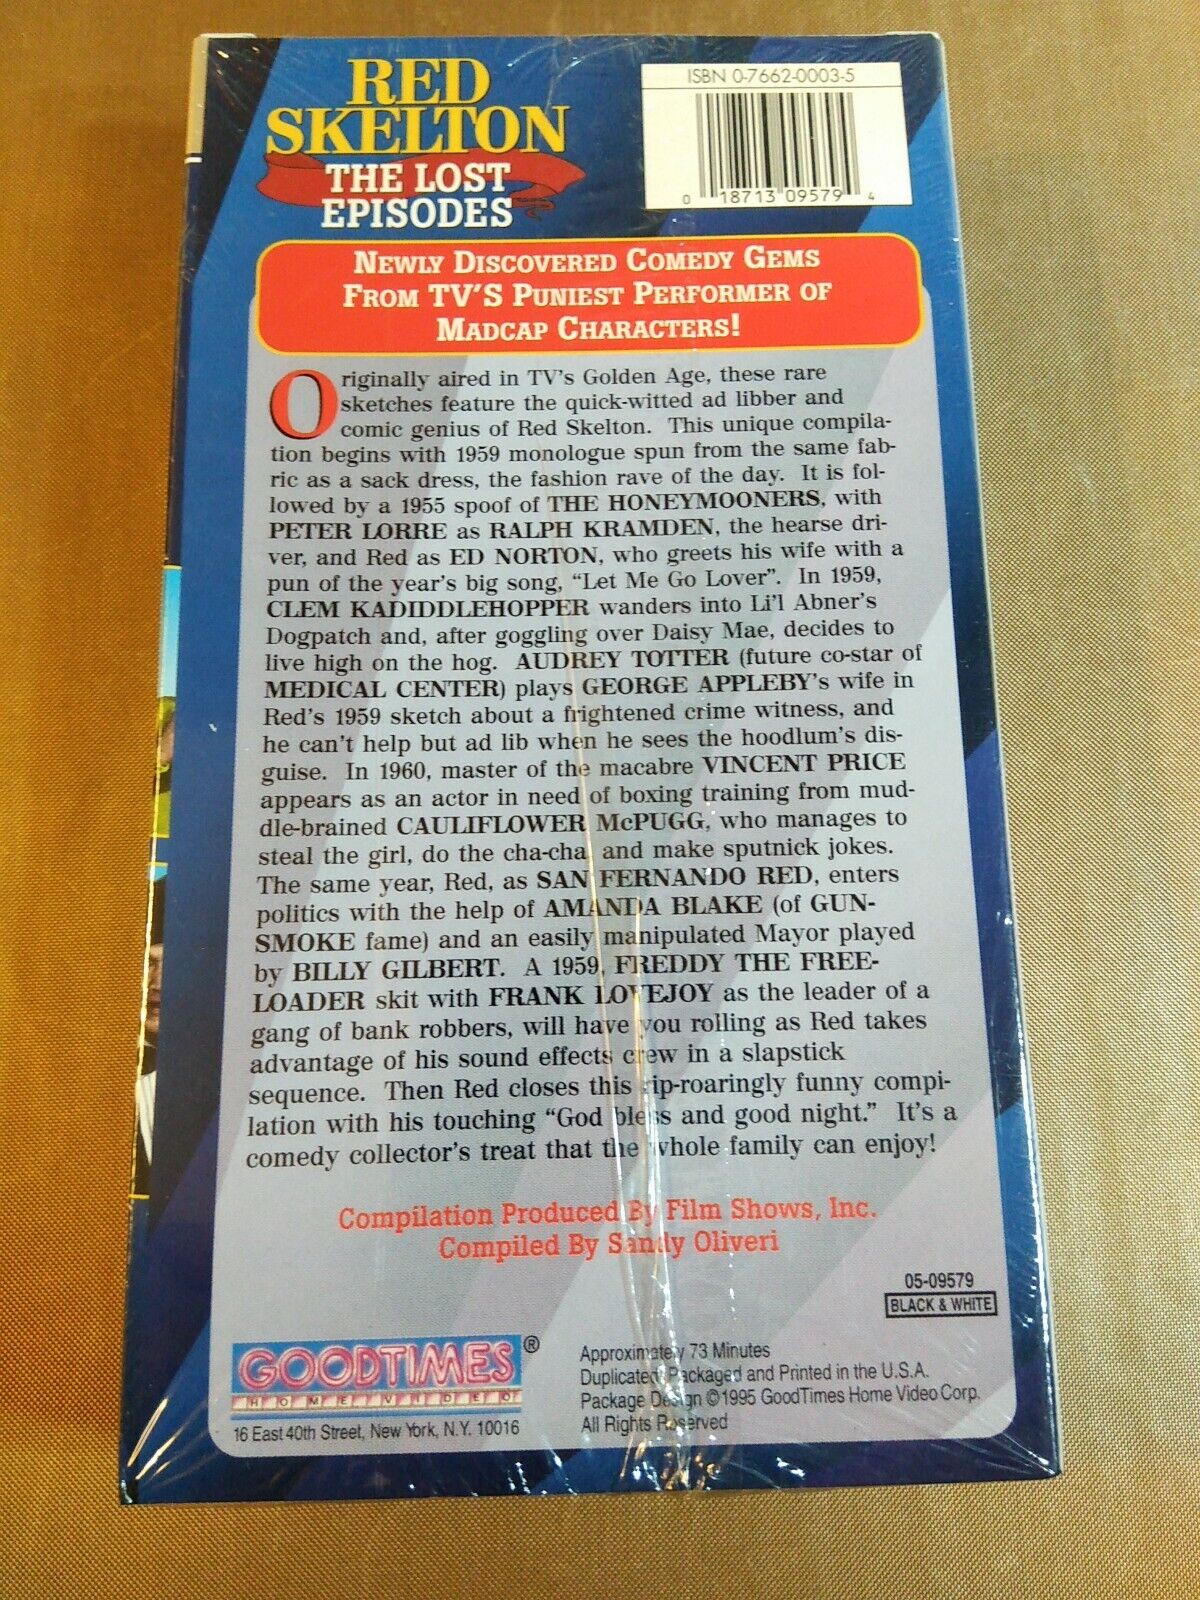 RED
SKELTON
THE LOST
EPISODES
ISBN 0-7662-0003-5
0 18713 09579 4
NEWLY DISCOVERED COMEDY GEMS
FROM TV'S PUNIEST PERFORMER OF
MADCAP CHARACTERS!
Originally aired in TV's Golden Age, these rare
sketches feature the quick-witted ad libber and
comic genius of Red Skelton. This unique compila-
tion begins with 1959 monologue spun from the same fab-
ric as a sack dress, the fashion rave of the day. It is fol-
lowed by a 1955 spoof of THE HONEYMOONERS, with
PETER LORRE as RALPH KRAMDEN, the hearse dri-
ver, and Red as ED NORTON, who greets his wife with a
pun of the year's big song, "Let Me Go Lover". In 1959,
CLEM KADIDDLEHOPPER wanders into Li'l Abner's
Dogpatch and, after goggling over Daisy Mae, decides to
live high on the hog. AUDREY TOTTER (future co-star of
MEDICAL CENTER) plays GEORGE APPLEBY's wife in
Red's 1959 sketch about a frightened crime witness, and
he can't help but ad lib when he sees the hoodlum's dis-
guise. In 1960, master of the macabre VINCENT PRICE
appears as an actor in need of boxing training from mud-
dle-brained CAULIFLOWER McPUGG, who manages to
steal the girl, do the cha-cha, and make sputnick jokes.
The same year, Red, as SAN FERNANDO RED, enters
politics with the help of AMANDA BLAKE (of GUN-
SMOKE fame) and an easily manipulated Mayor played
by BILLY GILBERT. A 1959, FREDDY THE FREE-
LOADER skit with FRANK LOVEJOY as the leader of a
gang of bank robbers, will have you rolling as Red takes
advantage of his sound effects crew in a slapstick
sequence. Then Red closes this rip-roaringly funny compi-
lation with his touching "God bless and good night." It's a
comedy collector's treat that the whole family can enjoy!
Compilation Produced By Film Shows, Inc.
Compiled By Sandy Oliveri
05-09579
BLACK & WHITE
GOODTIMES®
HOME VIDEO
16 East 40th Street, New York, N.Y. 10016
Approximately 73 Minutes
Duplicated Packaged and Printed in the U.S.A.
Package Design ©1995 GoodTimes Home Video Corp.
All Rights Reserved